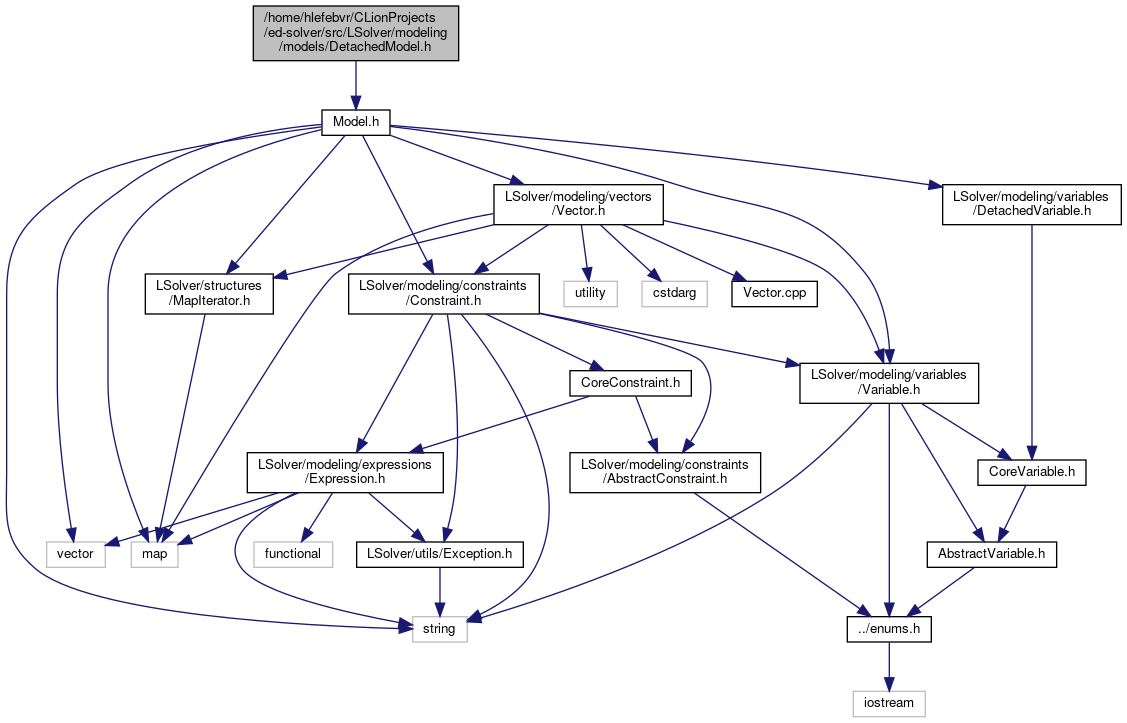 /home/hlefebvr/CLionProjects
/ed-solver/src/LSolver/modeling
/models/DetachedModel.h
Model.h
LSolver/modeling/vectors
/Vector.h
LSolver/modeling/variables
/DetachedVariable.h
LSolver/structures
/MapIterator.h
LSolver/modeling/constraints
/Constraint.h
utility
cstdarg
Vector.cpp
CoreConstraint.h
LSolver/modeling/variables
/Variable.h
LSolver/modeling/expressions
/Expression.h
LSolver/modeling/constraints
/AbstractConstraint.h
CoreVariable.h
vector
map
functional
LSolver/utils/Exception.h
AbstractVariable.h
string
../enums.h
iostream